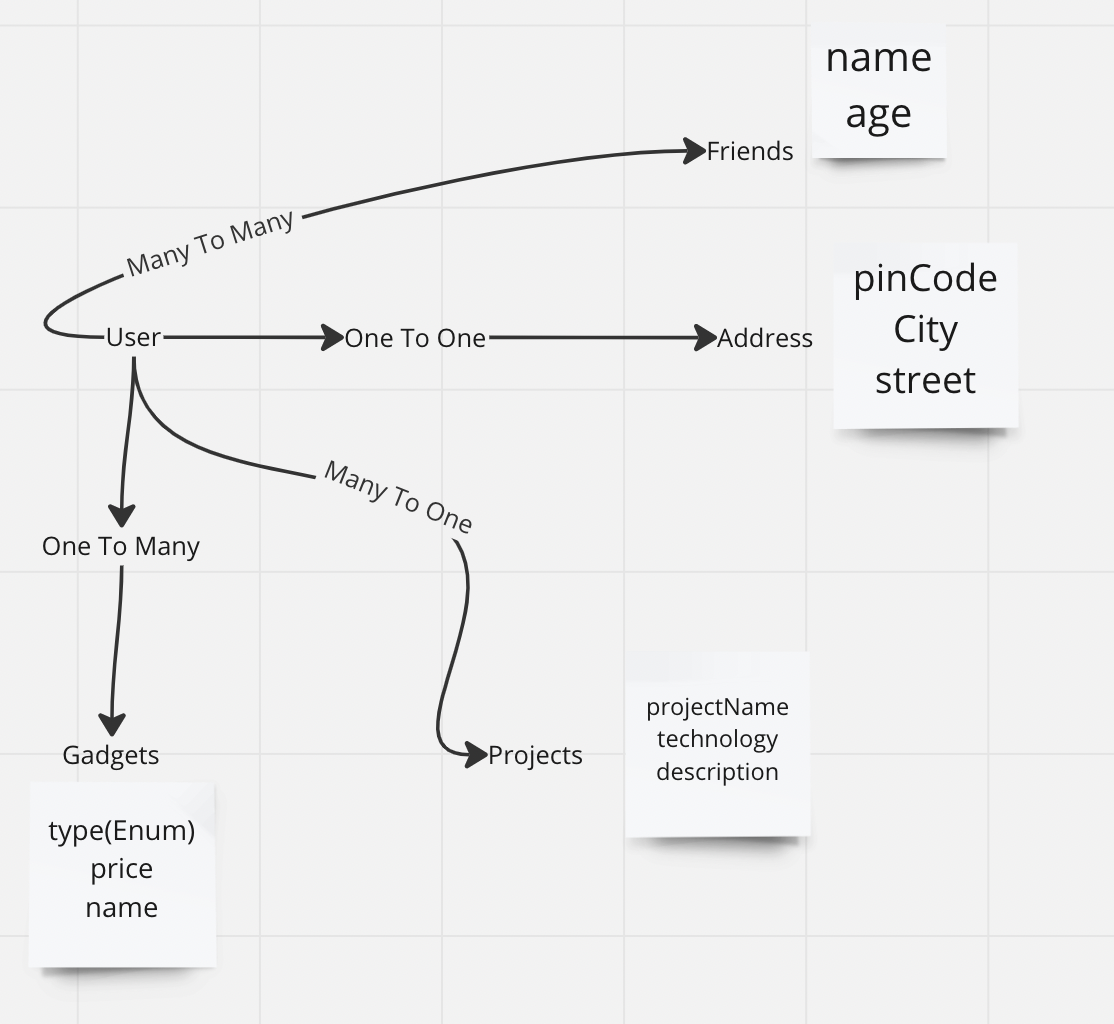 name
age
Friends
Many To Many
User
One To One
Address
pinCode
City
street
Many To One
One To Many
Gadgets
type(Enum)
price
name
Projects
projectName
technology
description